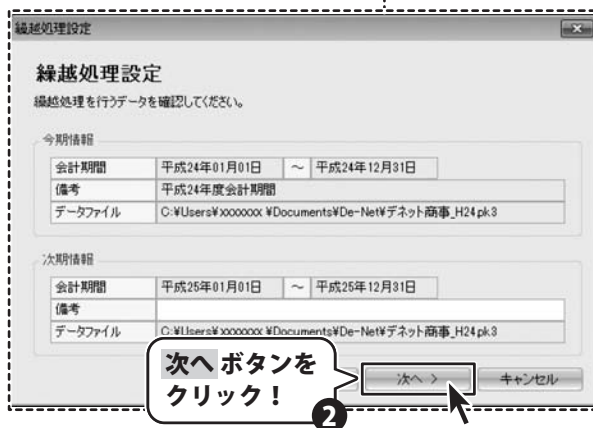 繰越処理設定
繰越処理設定
繰越処理を行うデータを確認してください。
今期情報
会計期間 平成24年01月01日 ～ 平成24年12月31日
備考 平成24年度会計期間
データファイル C:¥Users¥xxxxxxx ¥Documents¥De-Net¥デネット商事_H24.pk3
次期情報
会計期間 平成25年01月01日 ～ 平成25年12月31日
備考
データファイル C:¥Users¥xxxxxxx ¥Documents¥De-Net¥デネット商事_H24.pk3
次へ ボタンを
クリック！
2
次へ > キャンセル